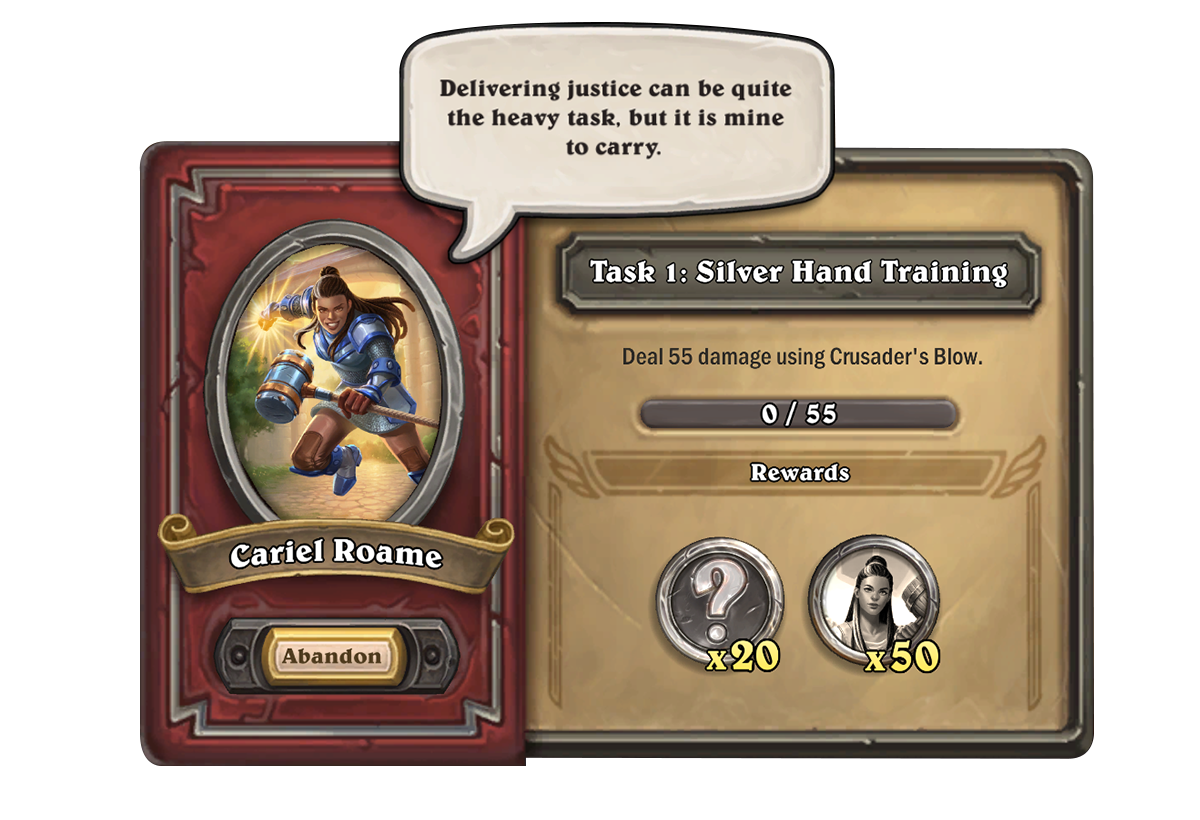 Delivering justice can be quite
the heavy task, but it is mine
to carry.
Task 1: Silver Hand Training
Deal 55 damage using Crusader's Blow.
0 / 55
Rewards
?
x20
x50
Cariel Roame
Abandon